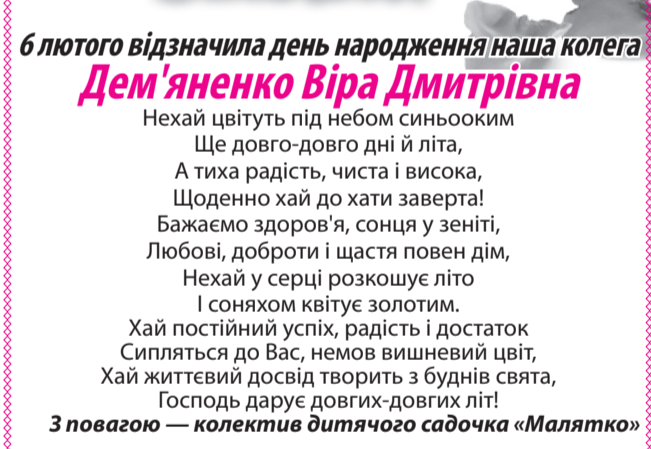 6 лютого відзначила день народження наша колега
Дем'яненко Віра Дмитрівна
Нехай цвітуть під небом синьооким
Ще довго-довго дні й літа,
А тиха радість, чиста і висока,
Щоденно хай до хати заверта!
Бажаємо здоров'я, сонця у зеніті,
Любові, доброти і щастя повен дім,
Нехай у серці розкошує літо
І соняхом квітує золотим.
Хай постійний успіх, радість і достаток
Сипляться до Вас, немов вишневий цвіт,
Хай життєвий досвід творить з буднів свята,
Господь дарує довгих-довгих літ!
З повагою — колектив дитячого садочка «Малятко»